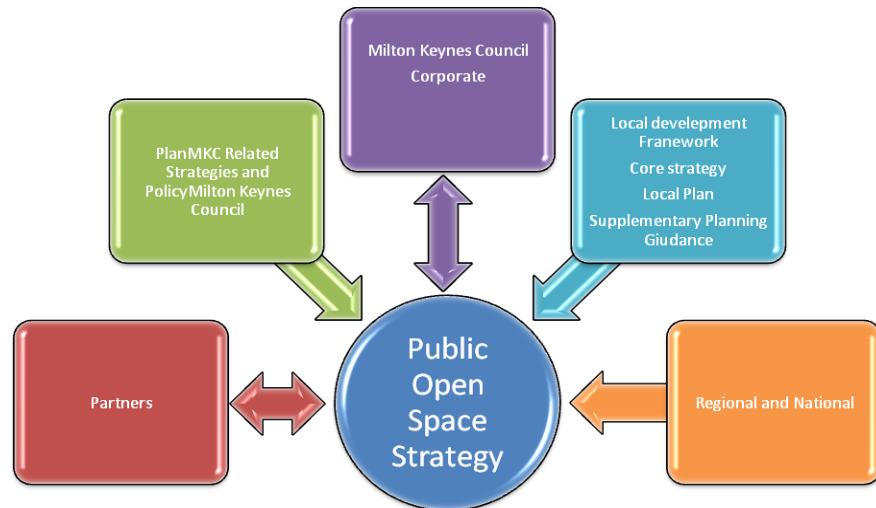 Milton Keynes Council
Corporate
PlanMKC Related
Strategies and
PolicyMilton Keynes
Council
Local develepment
Franework
Core strategy
Local Plan
Supplementary Planning
Giudance
Partners
Public
Open
Space
Strategy
Regional and National